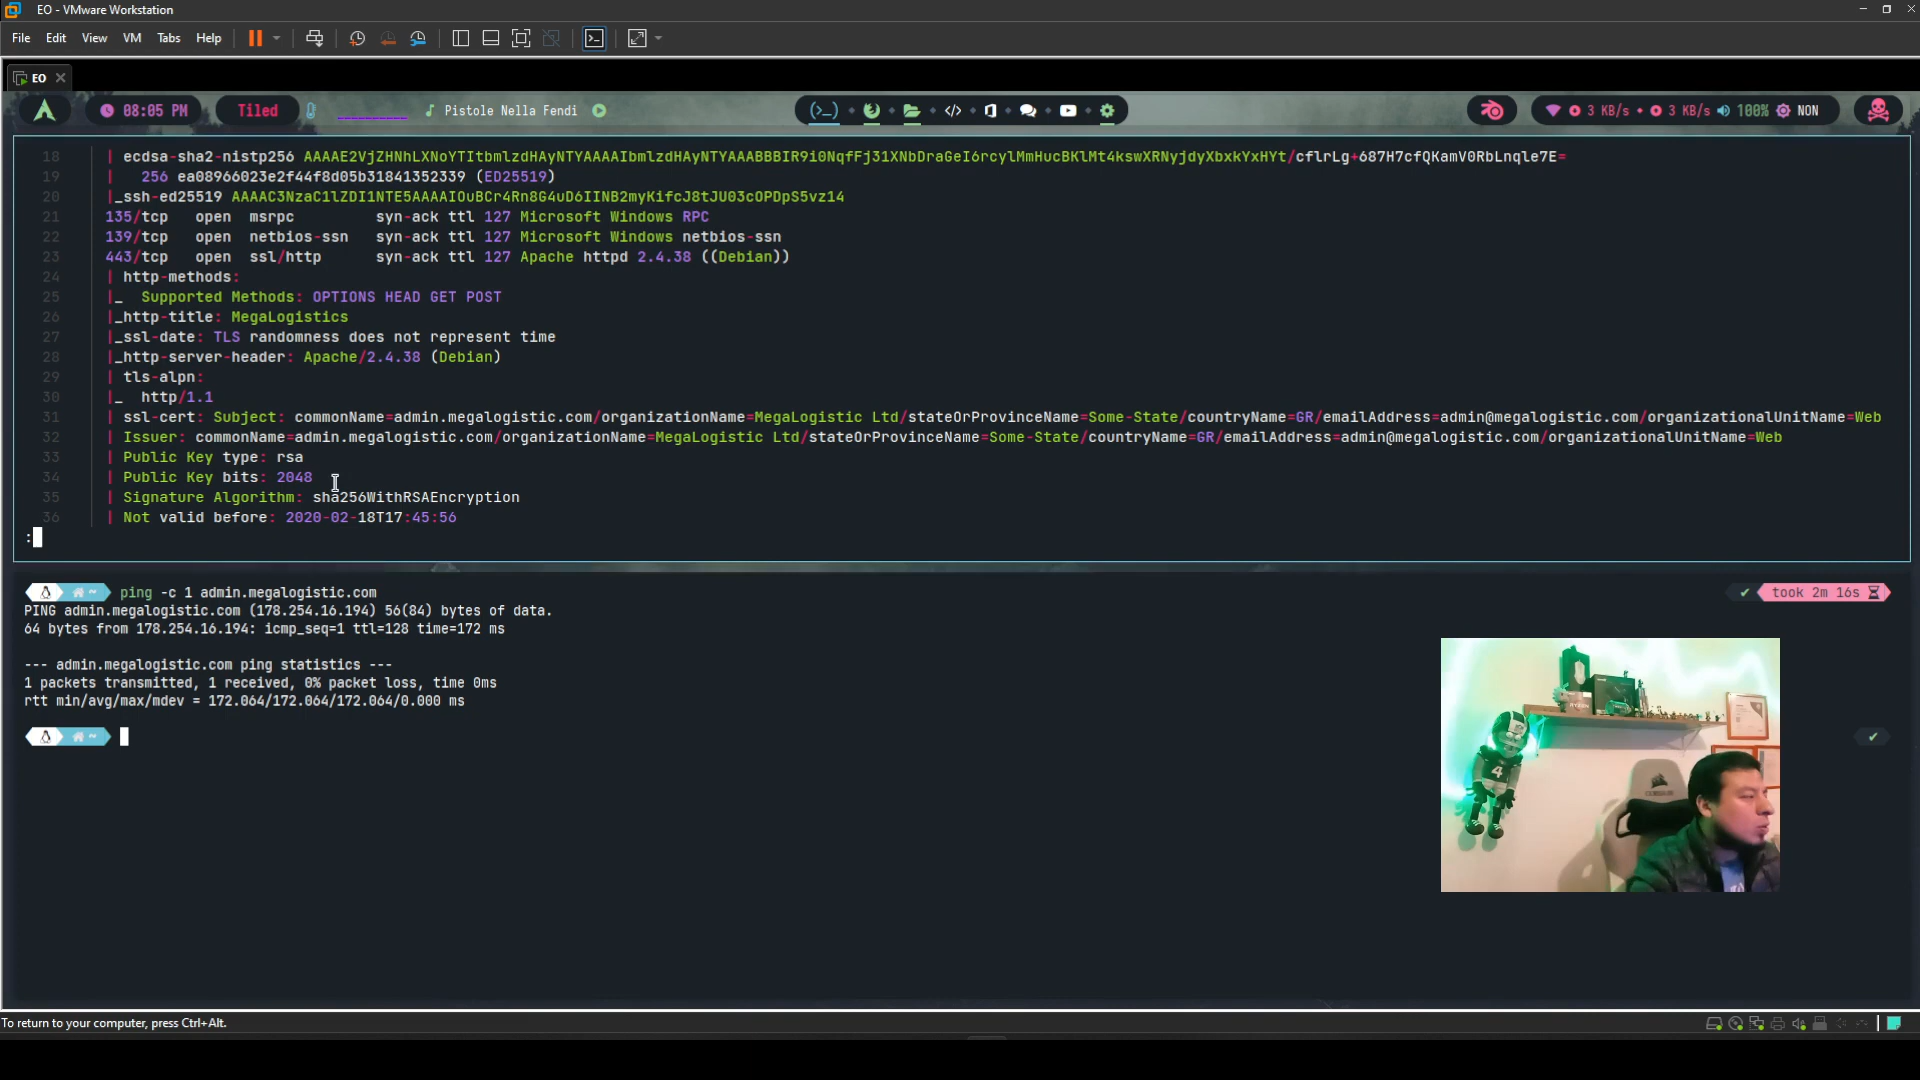 EO - VMware Workstation
File Edit View VM Tabs Help
EO
08:05 PM Tiled Pistole Nella Fendi 3 KB/s 3 KB/s 100% NON
18 | ecdsa-sha2-nistp256 AAAAE2VjZHNhLXNoYTItbmlzdHAyNTYAAAAIbmlzdHAyNTYAAABBBIR9i0NqfFj31XNbDraGeI6rcylMmHucBKlMt4kswXRNyjdyXbxkYxHYt/cflrLg+687H7cfQKamV0RbLnqle7E=
19 | 256 ea08966023e2f44f8d05b31841352339 (ED25519)
20 |_ssh-ed25519 AAAAC3NzaC1lZDI1NTE5AAAAIOuBCr4Rn8G4uD6IINB2myKifcJ8tJU03cOPDpS5vz14
21 135/tcp open msrpc syn-ack ttl 127 Microsoft Windows RPC
22 139/tcp open netbios-ssn syn-ack ttl 127 Microsoft Windows netbios-ssn
23 443/tcp open ssl/http syn-ack ttl 127 Apache httpd 2.4.38 ((Debian))
24 | http-methods:
25 |_ Supported Methods: OPTIONS HEAD GET POST
26 |_http-title: MegaLogistics
27 |_ssl-date: TLS randomness does not represent time
28 |_http-server-header: Apache/2.4.38 (Debian)
29 | tls-alpn:
30 |_ http/1.1
31 | ssl-cert: Subject: commonName=admin.megalogistic.com/organizationName=MegaLogistic Ltd/stateOrProvinceName=Some-State/countryName=GR/emailAddress=admin@megalogistic.com/organizationalUnitName=Web
32 | Issuer: commonName=admin.megalogistic.com/organizationName=MegaLogistic Ltd/stateOrProvinceName=Some-State/countryName=GR/emailAddress=admin@megalogistic.com/organizationalUnitName=Web
33 | Public Key type: rsa
34 | Public Key bits: 2048
35 | Signature Algorithm: sha256WithRSAEncryption
36 | Not valid before: 2020-02-18T17:45:56
:
~ ping -c 1 admin.megalogistic.com ✔ took 2m 16s
PING admin.megalogistic.com (178.254.16.194) 56(84) bytes of data.
64 bytes from 178.254.16.194: icmp_seq=1 ttl=128 time=172 ms
--- admin.megalogistic.com ping statistics ---
1 packets transmitted, 1 received, 0% packet loss, time 0ms
rtt min/avg/max/mdev = 172.064/172.064/172.064/0.000 ms
~ ✔
4
To return to your computer, press Ctrl+Alt.